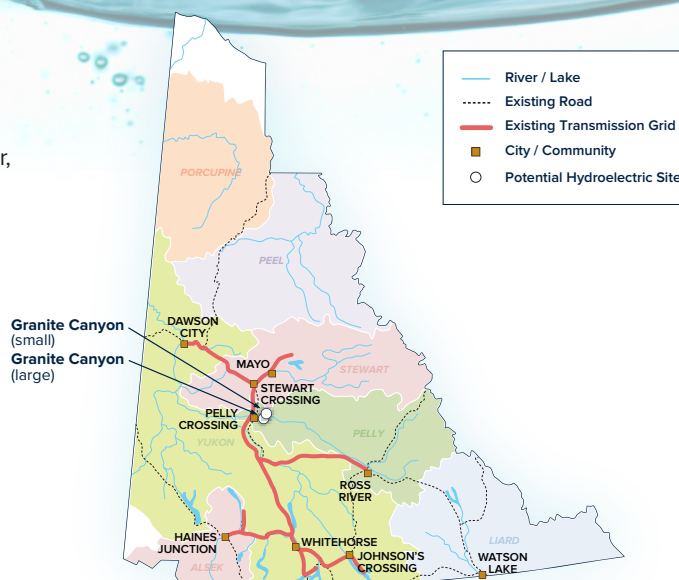 r,
River / Lake
Existing Road
Existing Transmission Grid
City / Community
Potential Hydroelectric Site
PORCUPINE
PEEL
DAWSON
CITY
Granite Canyon
(small)
Granite Canyon
(large)
MAYO
STEWART
STEWART
CROSSING
PELLY
CROSSING
YUKON
PELLY
ROSS
RIVER
HAINES
JUNCTION
WHITEHORSE
JOHNSON'S
CROSSING
LIARD
WATSON
LAKE
ALSEK